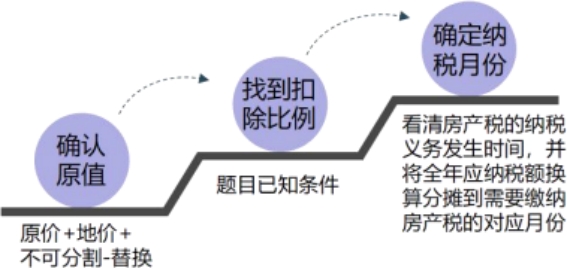 确认
原值
原价+地价+
不可分割-替换
找到扣
除比例
题目已知条件
确定纳
税月份
看清房产税的纳税
义务发生时间，并
将全年应纳税额换
算分摊到需要缴纳
房产税的对应月份